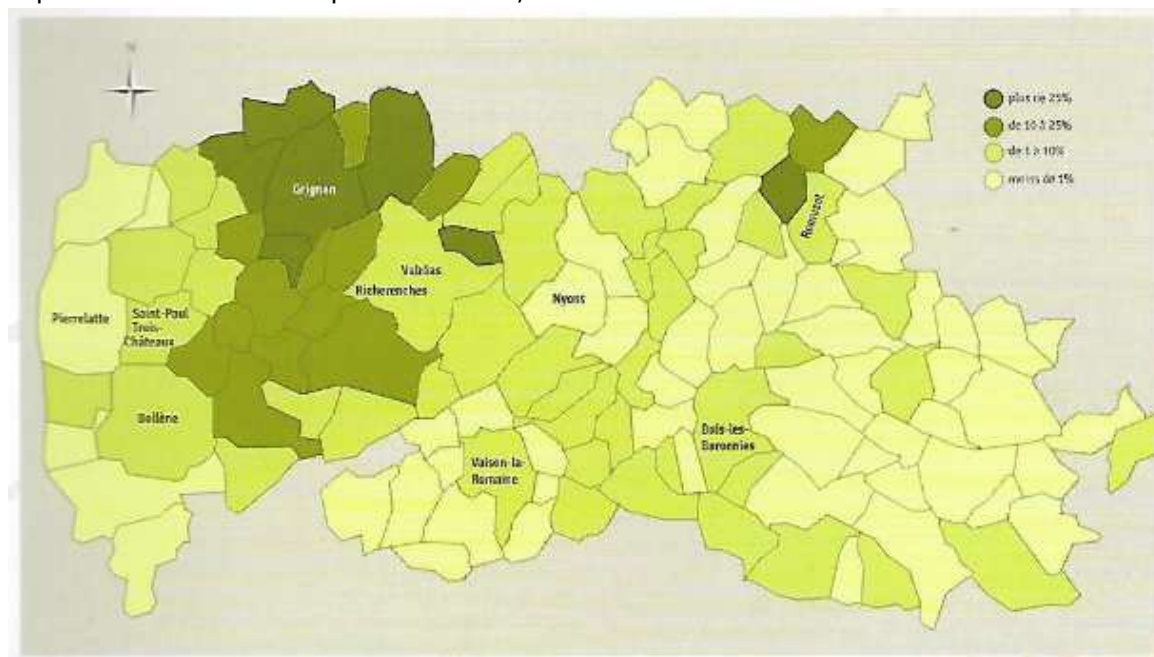 N
plus de 25%
de 10 à 25%
de 1 à 10%
moins de 1%
Grignan
Rémuzat
Valréas
Richerenches
Nyons
Pierrelatte
Saint-Paul
Trois-
Châteaux
Bollène
Buis-les-
Baronnies
Vaison-la-
Romaine